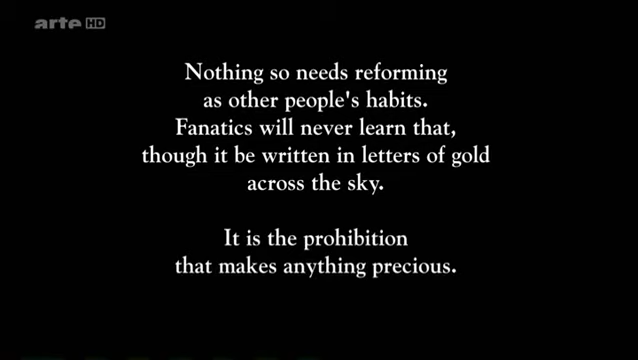 arte HD
Nothing so needs reforming
as other people's habits.
Fanatics will never learn that,
though it be written in letters of gold
across the sky.
It is the prohibition
that makes anything precious.